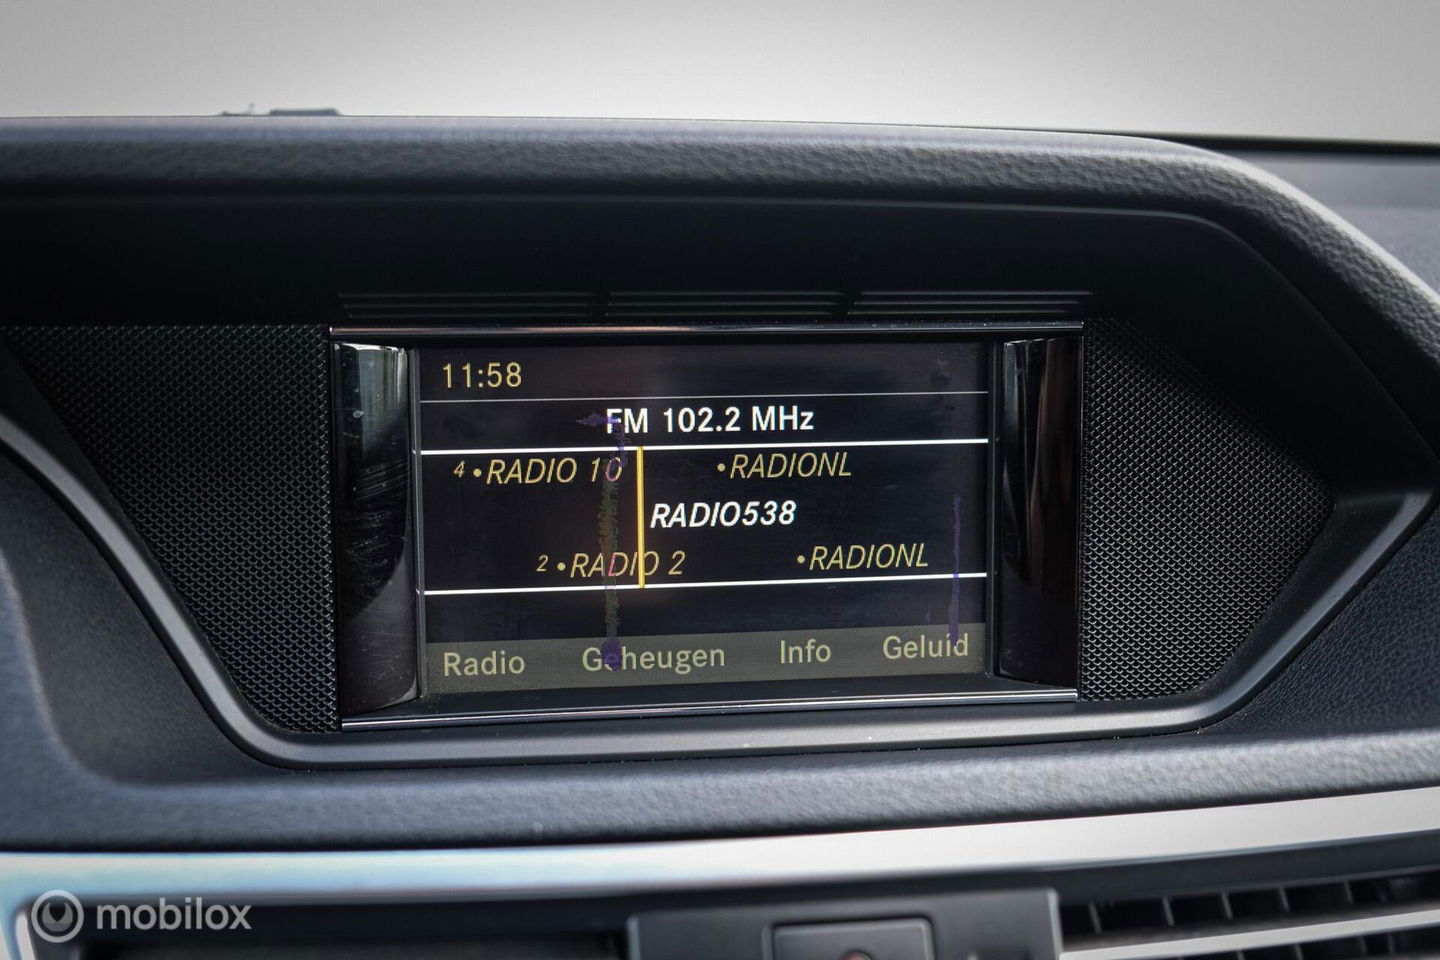 11:58
FM 102.2 MHz
4 •RADIO 10 •RADIONL
RADIO538
2 •RADIO 2 •RADIONL
Radio Geheugen Info Geluid
mobilox